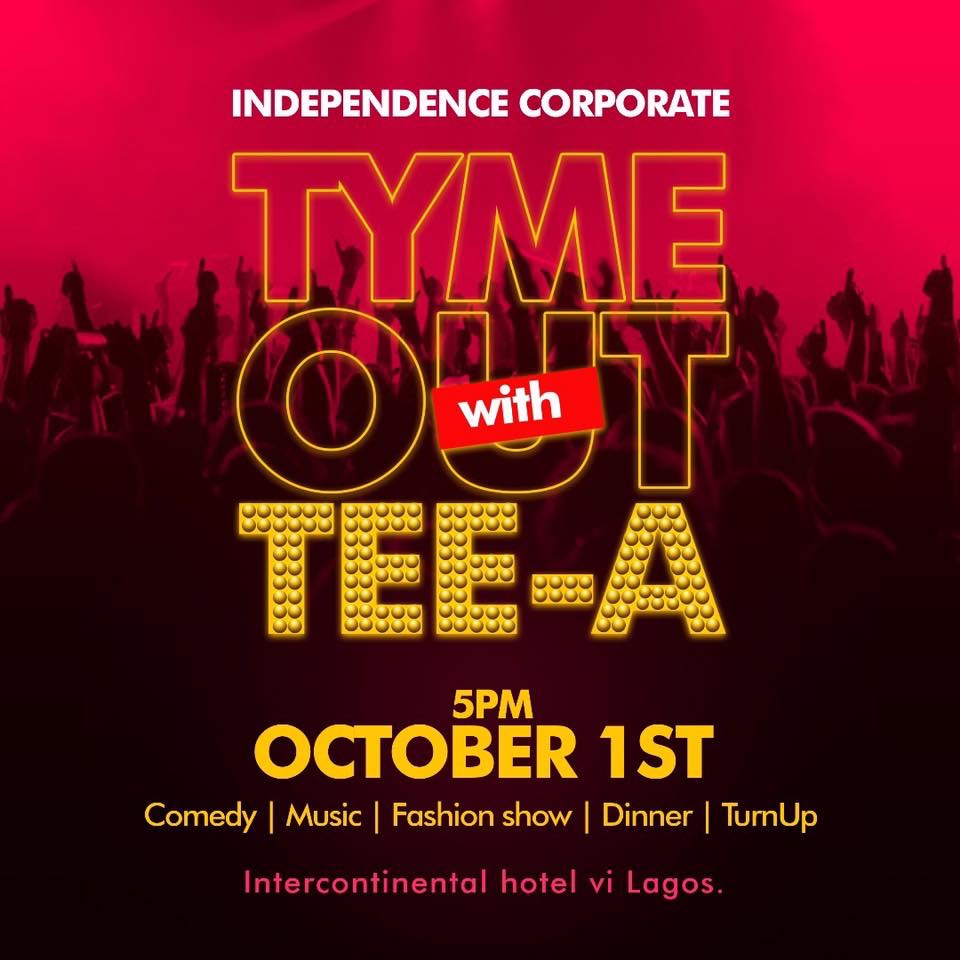 INDEPENDENCE CORPORATE
TYME
OUT
with
TEE-A
5PM
OCTOBER 1ST
Comedy | Music | Fashion show | Dinner | TurnUp
Intercontinental hotel vi Lagos.